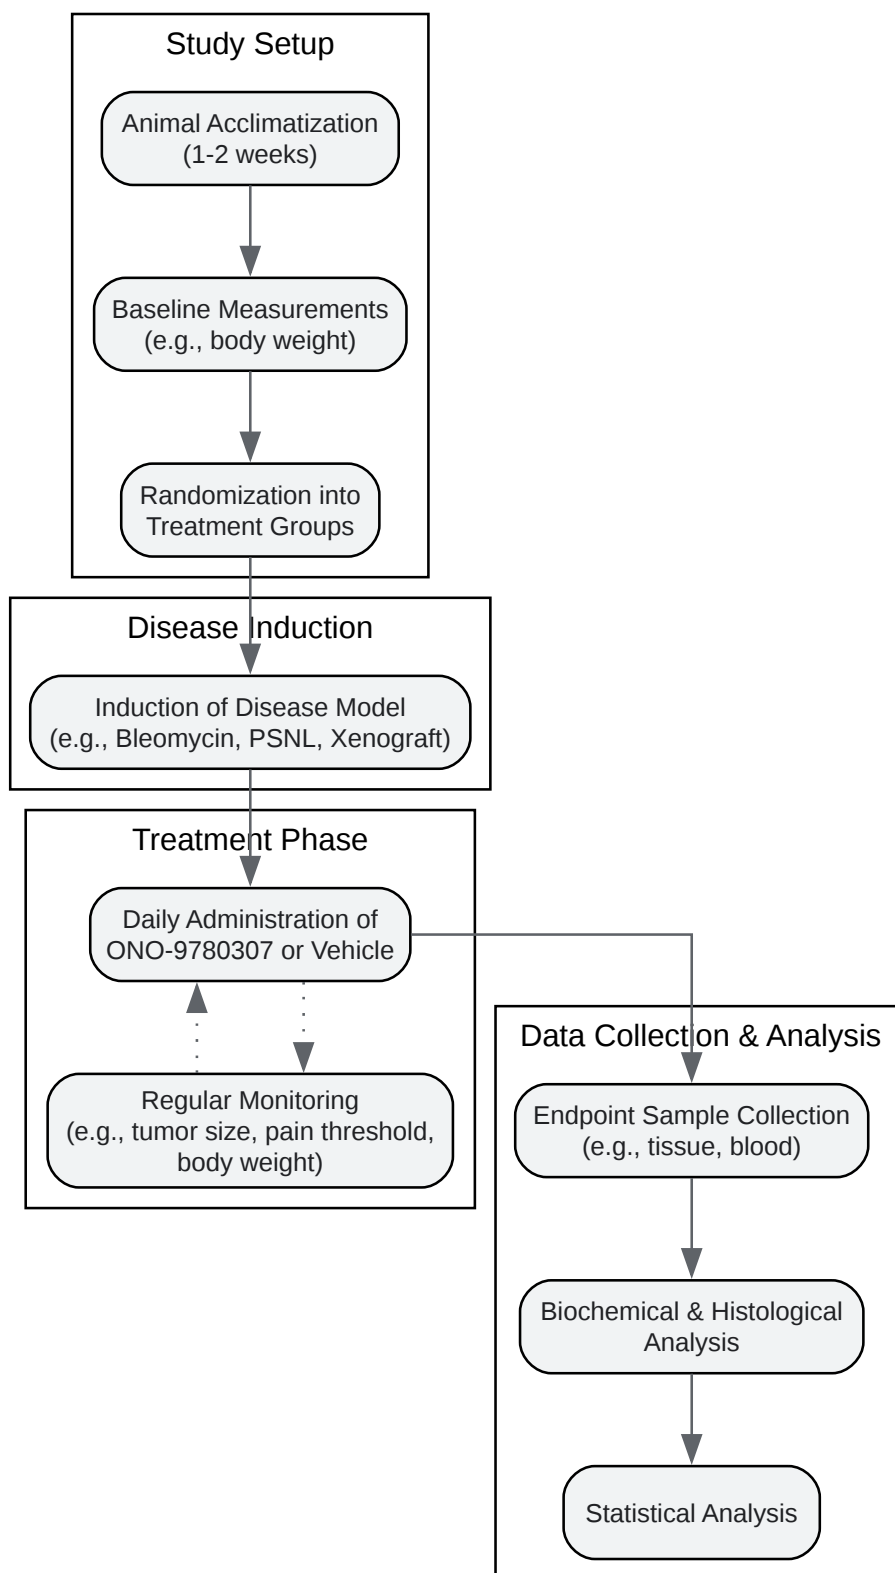 Study Setup
Animal Acclimatization
(1-2 weeks)
Baseline Measurements
(e.g., body weight)
Randomization into
Treatment Groups
Disease Induction
Induction of Disease Model
(e.g., Bleomycin, PSNL, Xenograft)
Treatment Phase
Daily Administration of
ONO-9780307 or Vehicle
Regular Monitoring
(e.g., tumor size, pain threshold,
body weight)
Data Collection & Analysis
Endpoint Sample Collection
(e.g., tissue, blood)
Biochemical & Histological
Analysis
Statistical Analysis